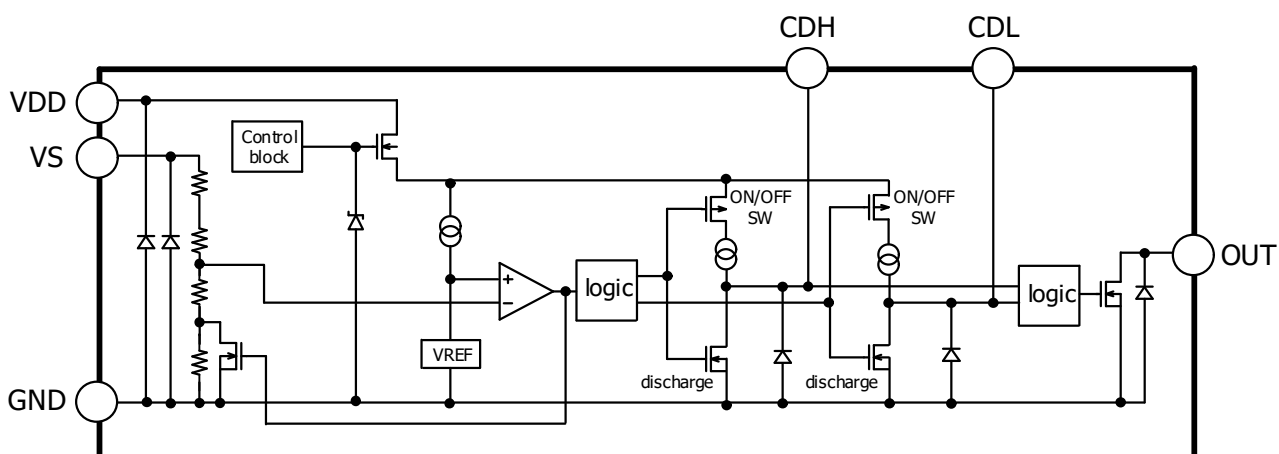 CDH
CDL
VDD
VS
Control
block
ON/OFF
SW
ON/OFF
SW
OUT
+
−
logic
logic
VREF
discharge
discharge
GND